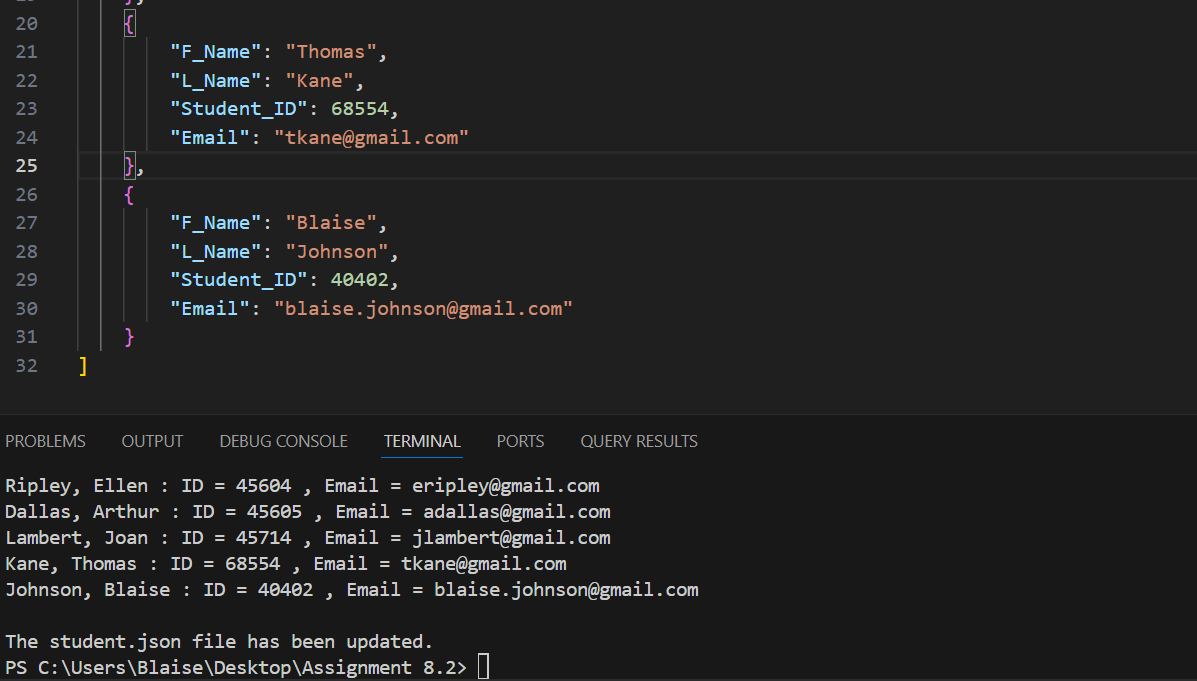 20 {
21 "F_Name": "Thomas",
22 "L_Name": "Kane",
23 "Student_ID": 68554,
24 "Email": "tkane@gmail.com"
25 },
26 {
27 "F_Name": "Blaise",
28 "L_Name": "Johnson",
29 "Student_ID": 40402,
30 "Email": "blaise.johnson@gmail.com"
31 }
32 ]
PROBLEMS OUTPUT DEBUG CONSOLE TERMINAL PORTS QUERY RESULTS
Ripley, Ellen : ID = 45604 , Email = eripley@gmail.com
Dallas, Arthur : ID = 45605 , Email = adallas@gmail.com
Lambert, Joan : ID = 45714 , Email = jlambert@gmail.com
Kane, Thomas : ID = 68554 , Email = tkane@gmail.com
Johnson, Blaise : ID = 40402 , Email = blaise.johnson@gmail.com
The student.json file has been updated.
PS C:\Users\Blaise\Desktop\Assignment 8.2>